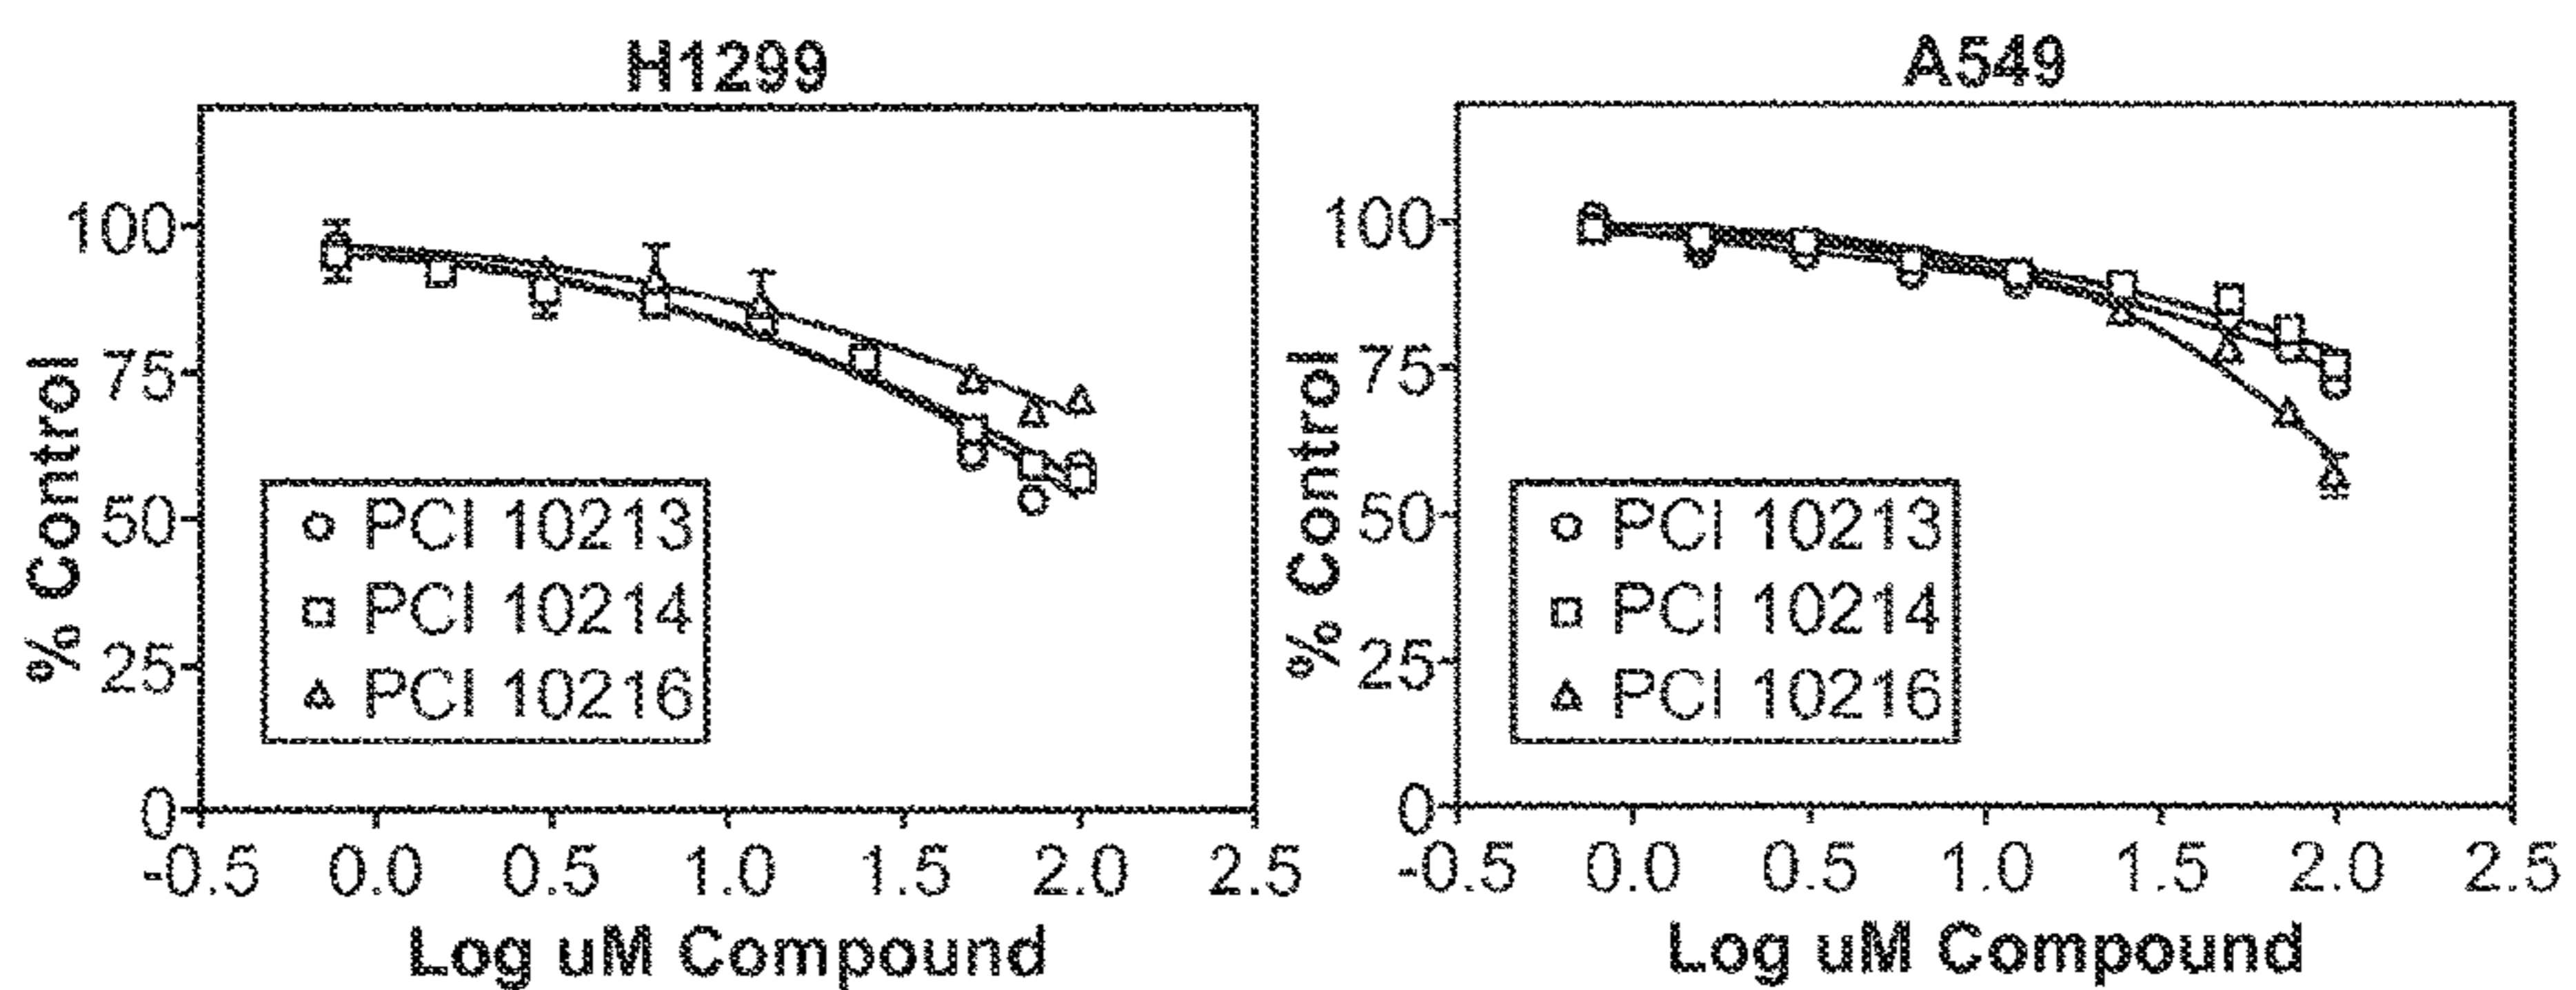 H1299
% Control
100
75
50
25
0
PCI 10213
PCI 10214
PCI 10216
-0.5 0.0 0.5 1.0 1.5 2.0 2.5
Log uM Compound
A549
% Control
100
75
50
25
0
PCI 10213
PCI 10214
PCI 10216
-0.5 0.0 0.5 1.0 1.5 2.0 2.5
Log uM Compound